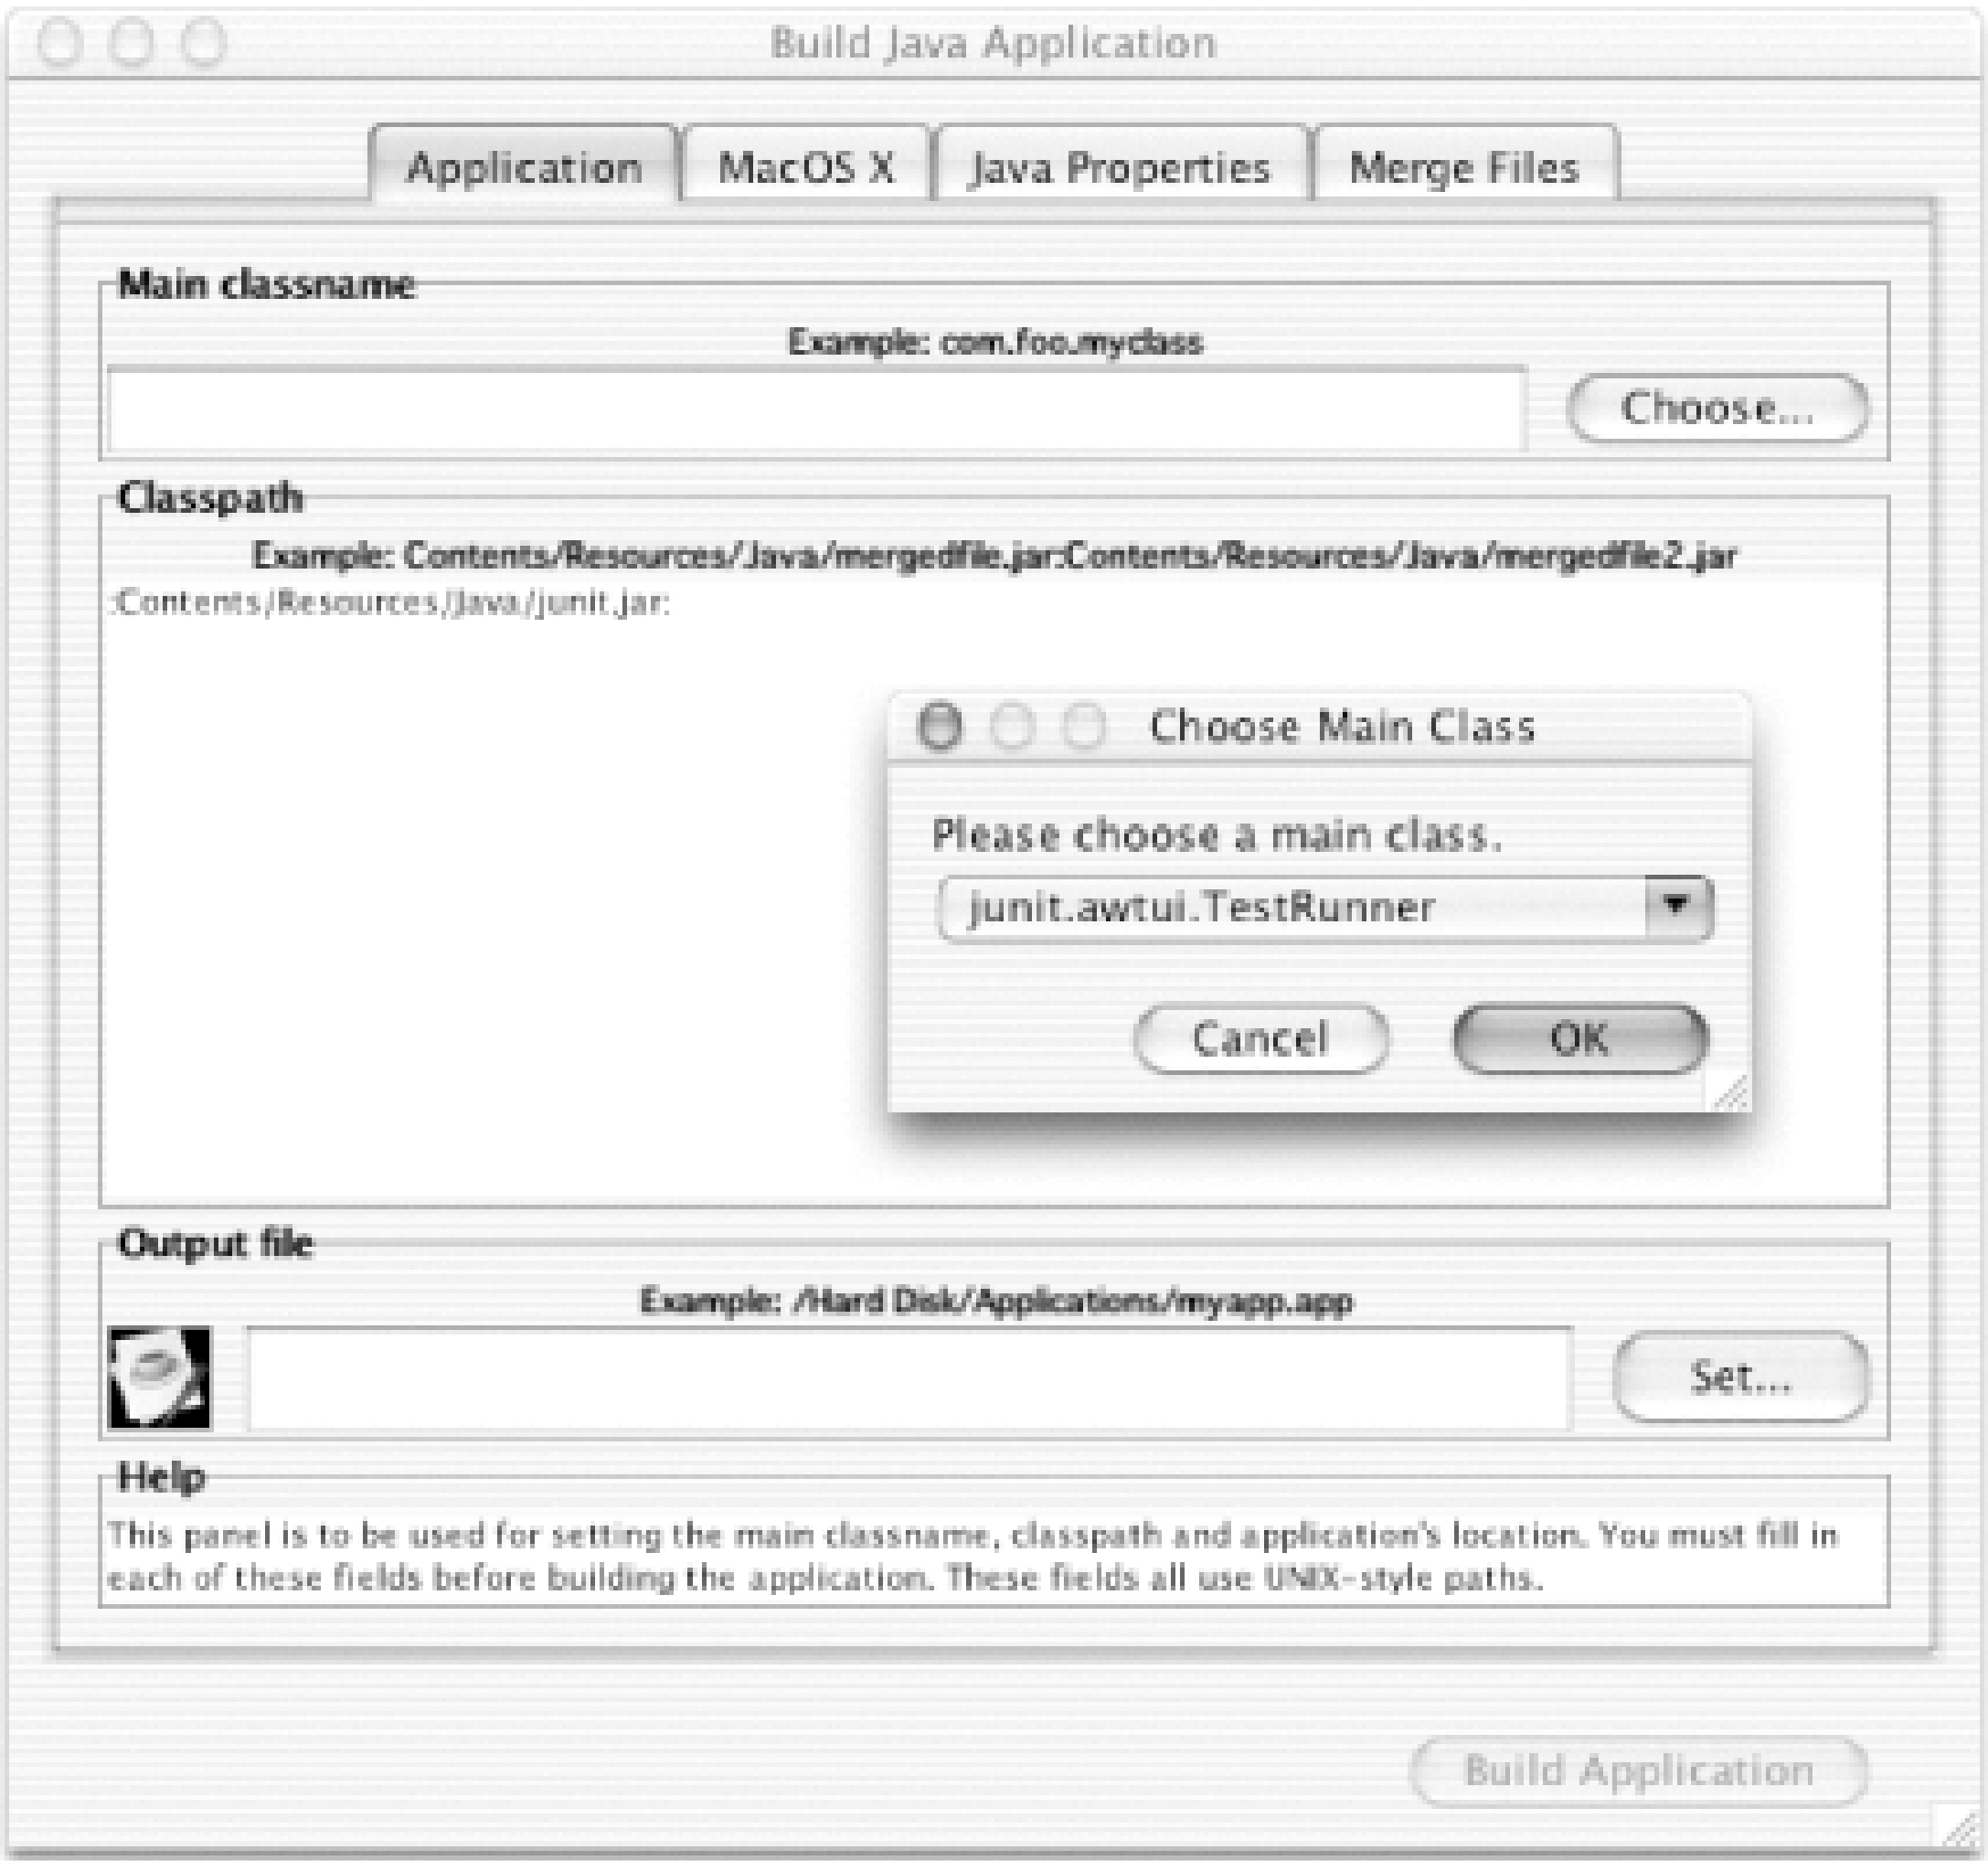 Build Java Application
Application
MacOS X
Java Properties
Merge Files
Main classname
Example: com.foo.myclass
Choose...
Classpath
Example: Contents/Resources/Java/mergedfile.jar:Contents/Resources/Java/mergedfile2.jar
:Contents/Resources/Java/junit.jar:
Choose Main Class
Please choose a main class.
junit.awtui.TestRunner
Cancel
OK
Output file
Example: /Hard Disk/Applications/myapp.app
Set...
Help
This panel is to be used for setting the main classname, classpath and application's location. You must fill in
each of these fields before building the application. These fields all use UNIX-style paths.
Build Application